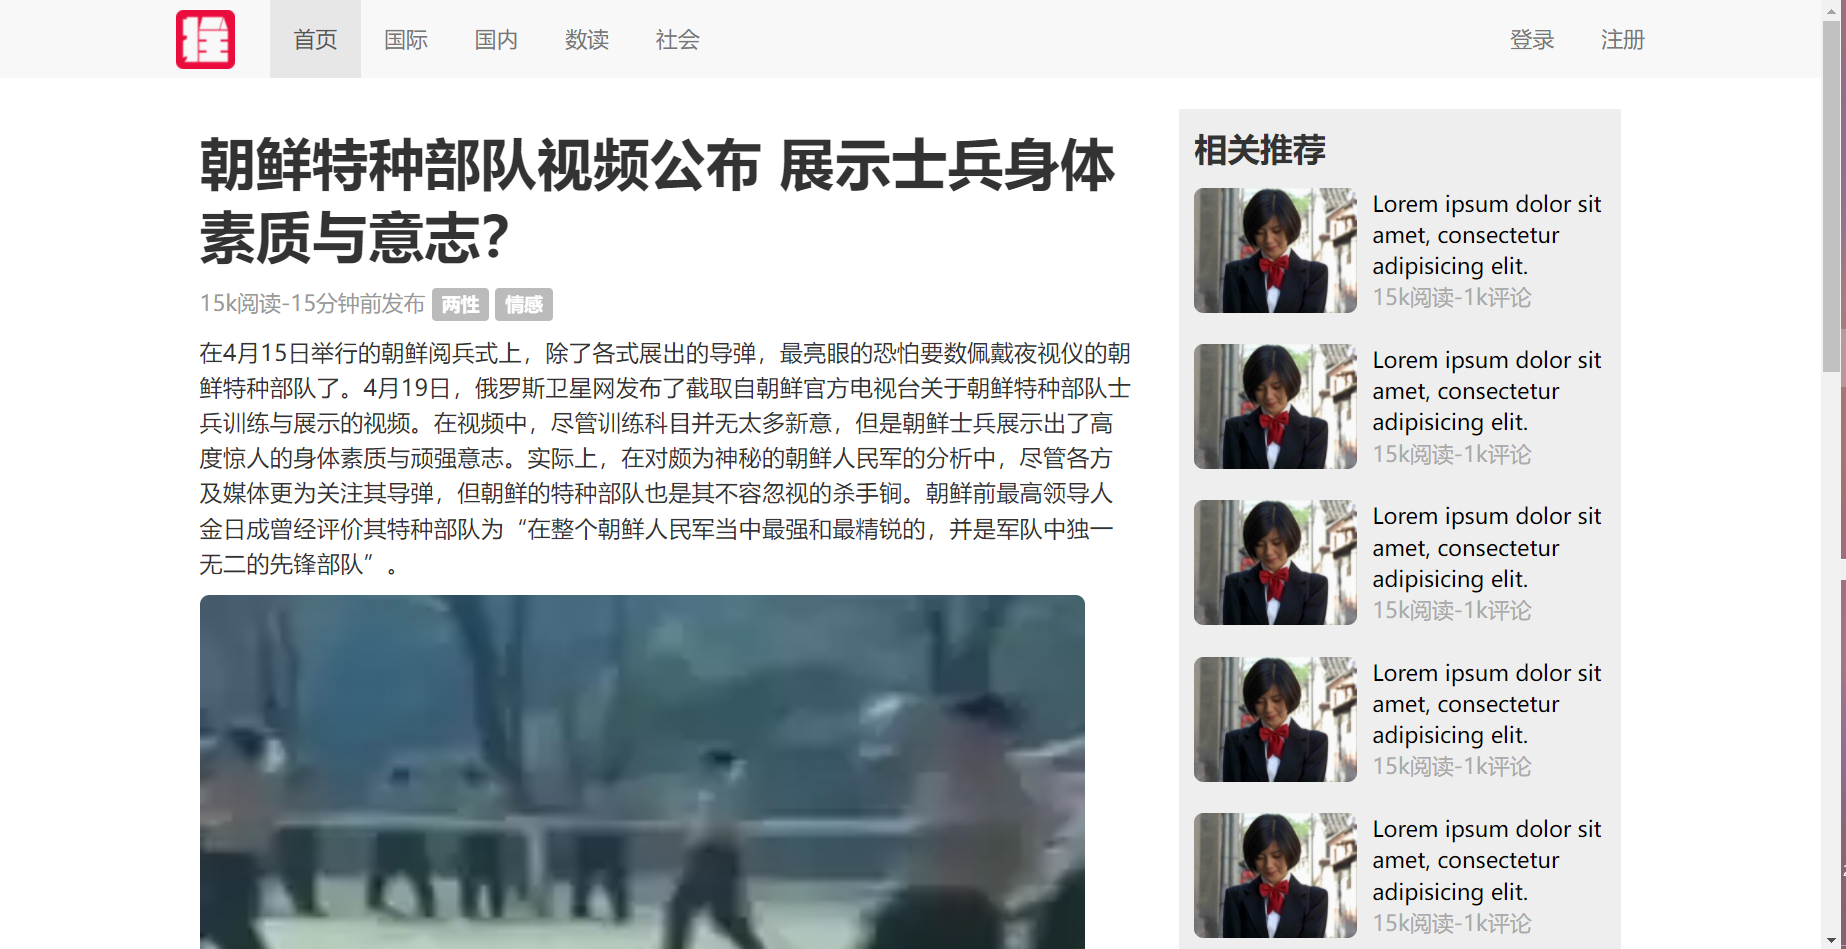 首页 国际 国内 数读 社会 登录 注册
朝鲜特种部队视频公布 展示士兵身体
素质与意志?
15k阅读-15分钟前发布 两性 情感
在4月15日举行的朝鲜阅兵式上，除了各式展出的导弹，最亮眼的恐怕要数佩戴夜视仪的朝
鲜特种部队了。4月19日，俄罗斯卫星网发布了截取自朝鲜官方电视台关于朝鲜特种部队士
兵训练与展示的视频。在视频中，尽管训练科目并无太多新意，但是朝鲜士兵展示出了高
度惊人的身体素质与顽强意志。实际上，在对颇为神秘的朝鲜人民军的分析中，尽管各方
及媒体更为关注其导弹，但朝鲜的特种部队也是其不容忽视的杀手锏。朝鲜前最高领导人
金日成曾经评价其特种部队为“在整个朝鲜人民军当中最强和最精锐的，并是军队中独一
无二的先锋部队”。
相关推荐
Lorem ipsum dolor sit
amet, consectetur
adipisicing elit.
15k阅读-1k评论
Lorem ipsum dolor sit
amet, consectetur
adipisicing elit.
15k阅读-1k评论
Lorem ipsum dolor sit
amet, consectetur
adipisicing elit.
15k阅读-1k评论
Lorem ipsum dolor sit
amet, consectetur
adipisicing elit.
15k阅读-1k评论
Lorem ipsum dolor sit
amet, consectetur
adipisicing elit.
15k阅读-1k评论